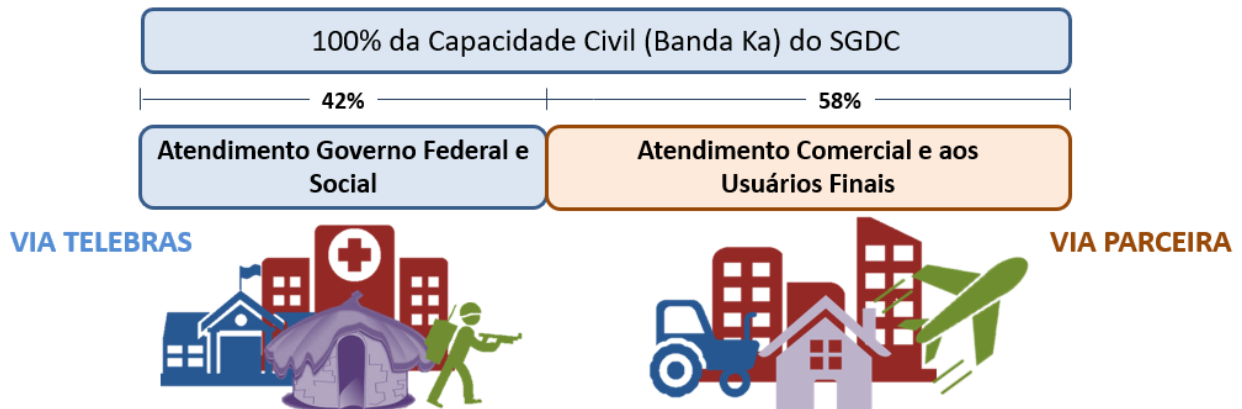 100% da Capacidade Civil (Banda Ka) do SGDC
42%
58%
Atendimento Governo Federal e
Social
Atendimento Comercial e aos
Usuários Finais
VIA TELEBRAS
VIA PARCEIRA